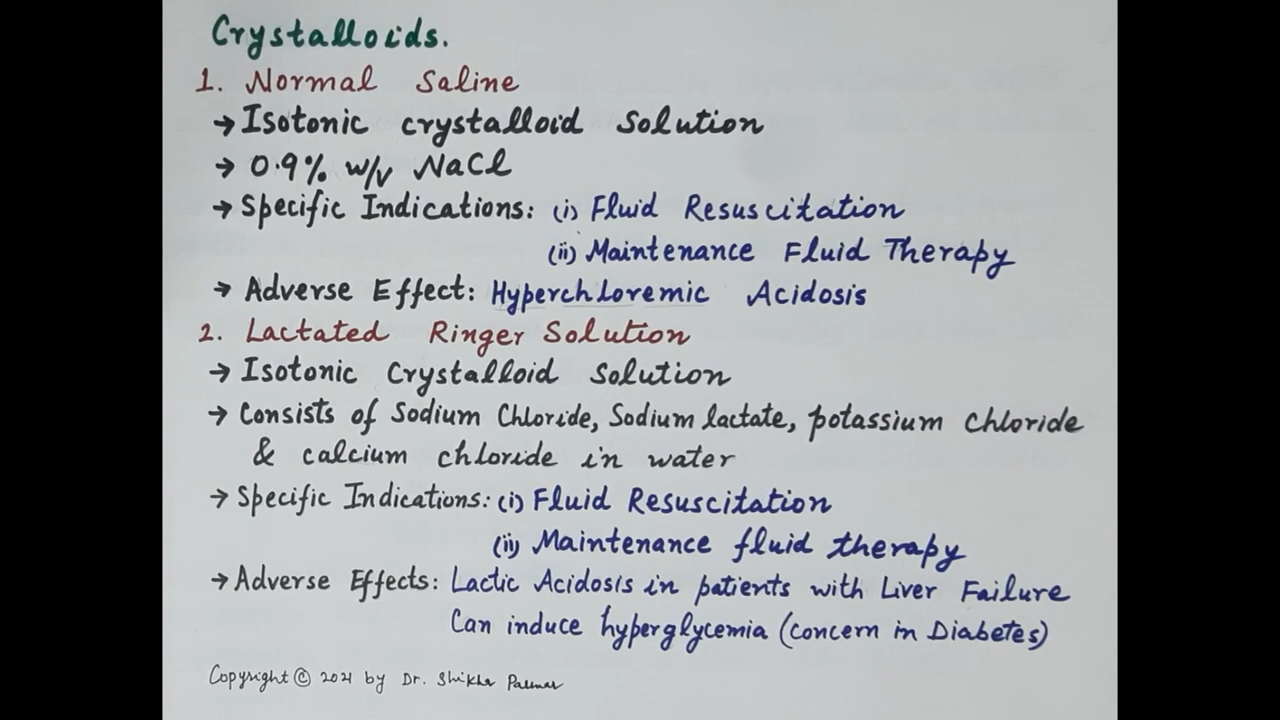 Crystalloids.
1. Normal Saline
→ Isotonic crystalloid Solution
→ 0.9% w/v NaCl
→ Specific Indications: (i) Fluid Resuscitation
(ii) Maintenance Fluid Therapy
→ Adverse Effect: Hyperchloremic Acidosis
2. Lactated Ringer Solution
→ Isotonic Crystalloid Solution
→ Consists of Sodium Chloride, Sodium lactate, potassium chloride
& calcium chloride in water
→ Specific Indications: (i) Fluid Resuscitation
(ii) Maintenance fluid therapy
→ Adverse Effects: Lactic Acidosis in patients with Liver Failure
Can induce hyperglycemia (concern in Diabetes)
Copyright © 2021 by Dr. Shikha Parmar